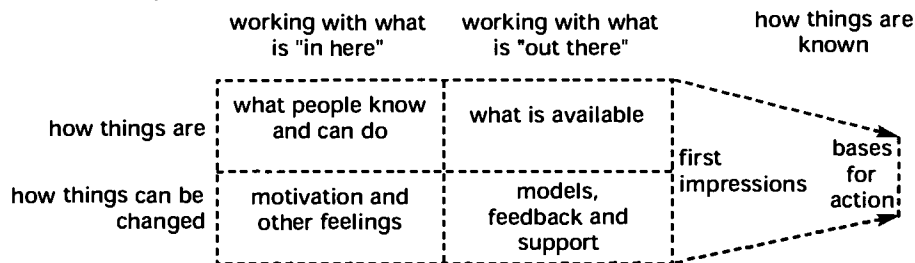 working with what
is "in here"
working with what
is "out there"
how things are
known
how things are
what people know
and can do
what is available
how things can be
changed
motivation and
other feelings
models,
feedback and
support
first
impressions
bases
for
action